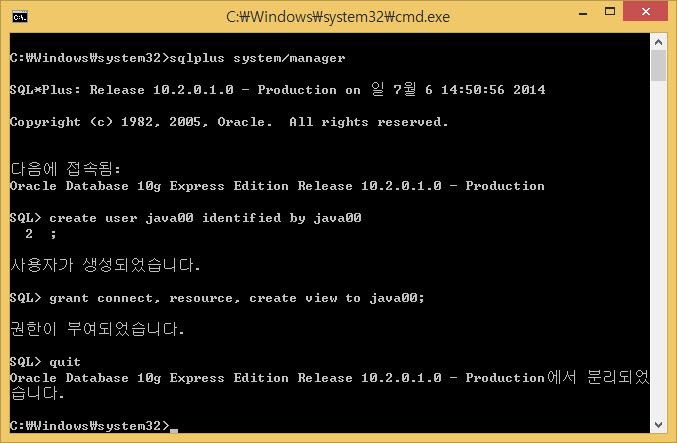 C:₩Windows₩system32₩cmd.exe
C:₩Windows₩system32>sqlplus system/manager
SQL*Plus: Release 10.2.0.1.0 - Production on 일 7월 6 14:50:56 2014
Copyright (c) 1982, 2005, Oracle.  All rights reserved.
다음에 접속됨:
Oracle Database 10g Express Edition Release 10.2.0.1.0 - Production
SQL> create user java00 identified by java00
  2  ;
사용자가 생성되었습니다.
SQL> grant connect, resource, create view to java00;
권한이 부여되었습니다.
SQL> quit
Oracle Database 10g Express Edition Release 10.2.0.1.0 - Production에서 분리되었
습니다.
C:₩Windows₩system32>